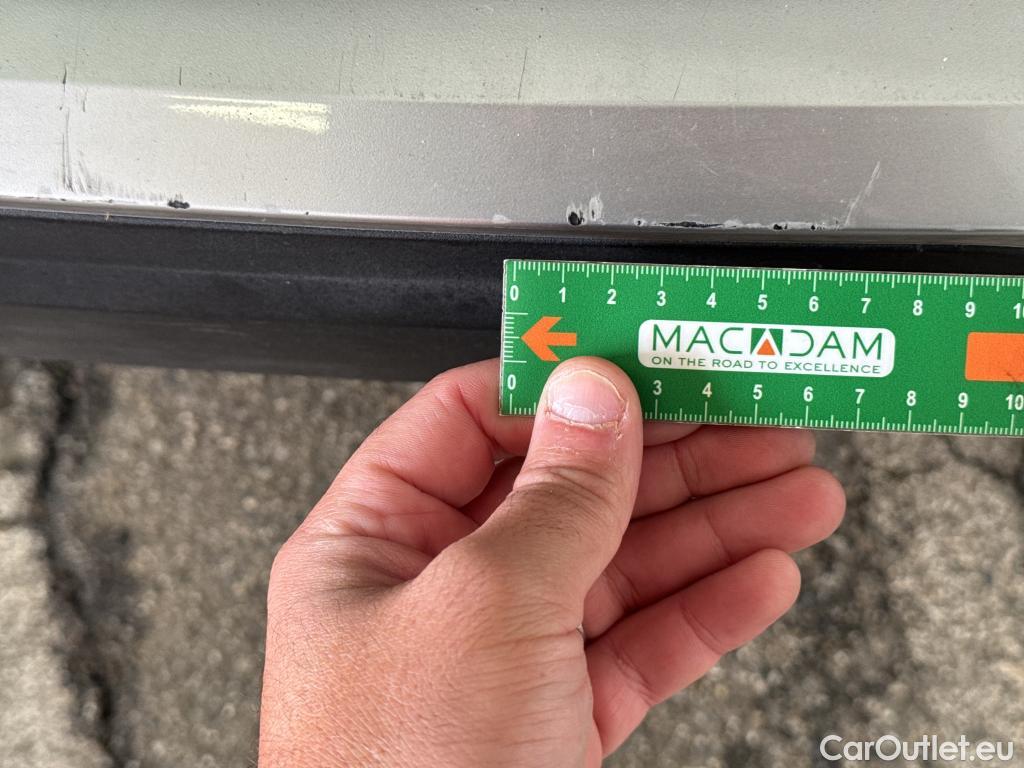 0 1 2 3 4 5 6 7 8 9 10
MACADAM
ON THE ROAD TO EXCELLENCE
0 3 4 5 6 7 8 9 10
CarOutlet.eu